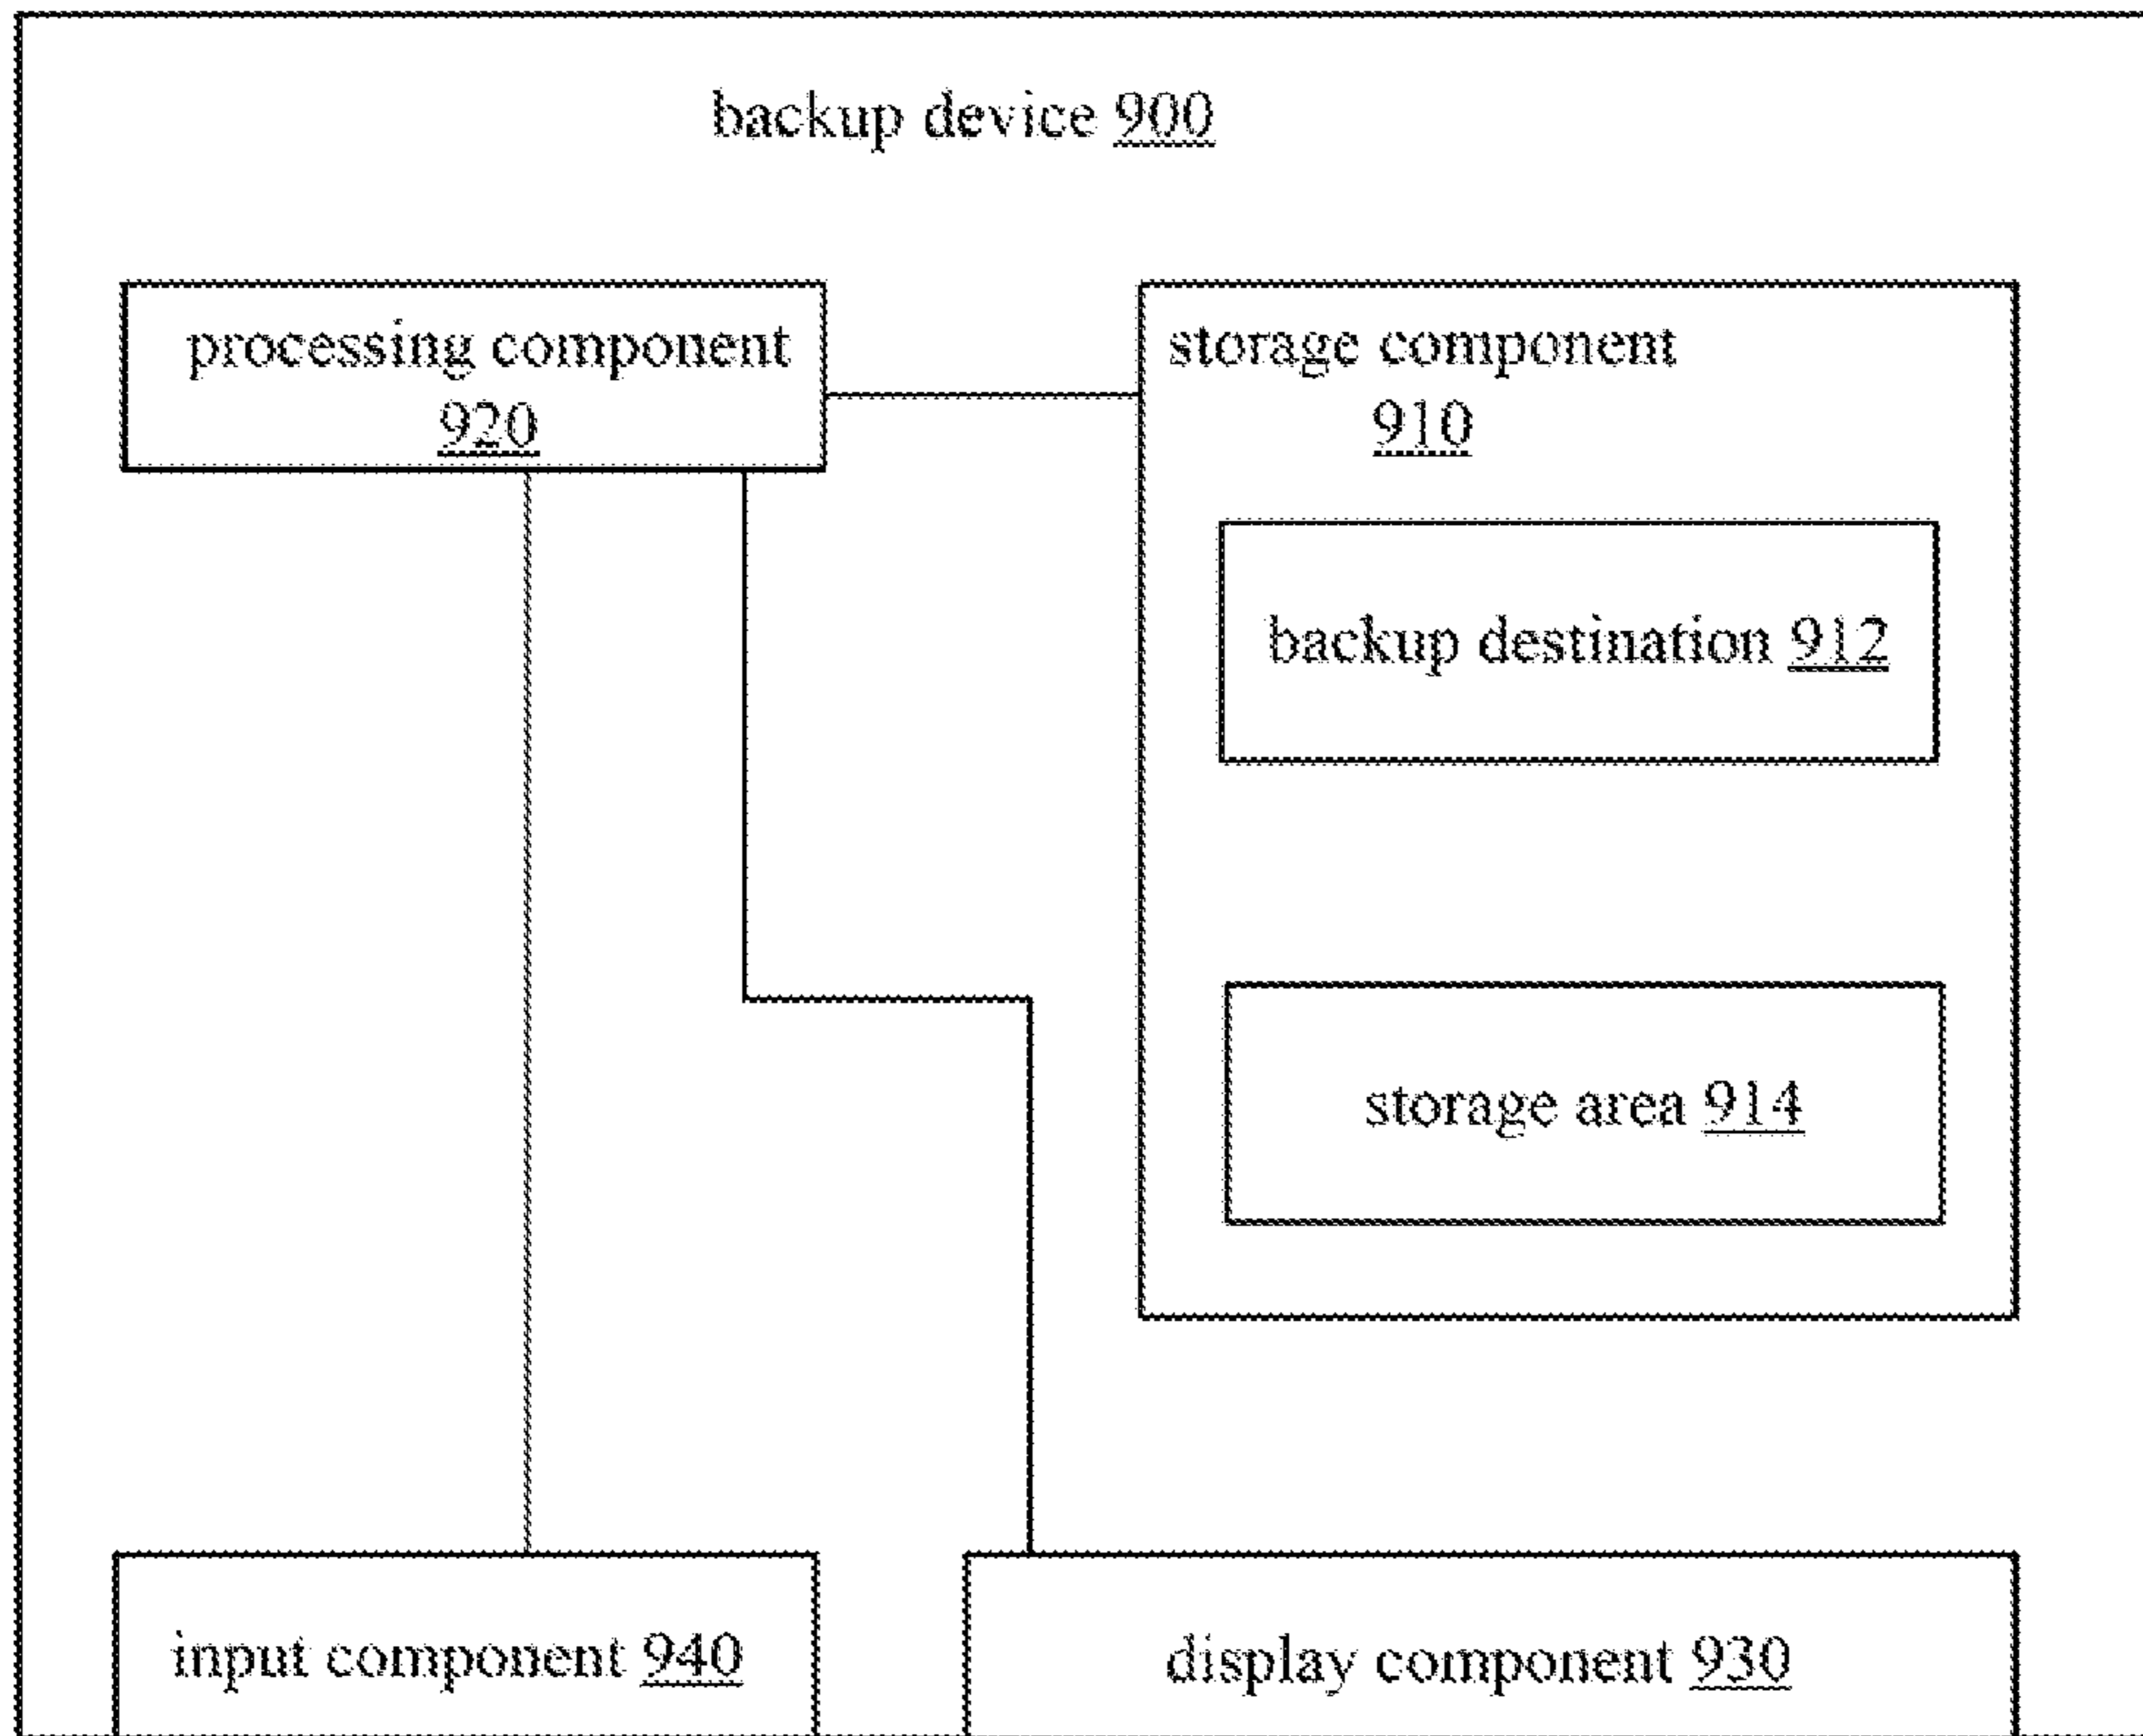 backup device 900
processing component
920
storage component
910
backup destination 912
storage area 914
input component 940
display component 930